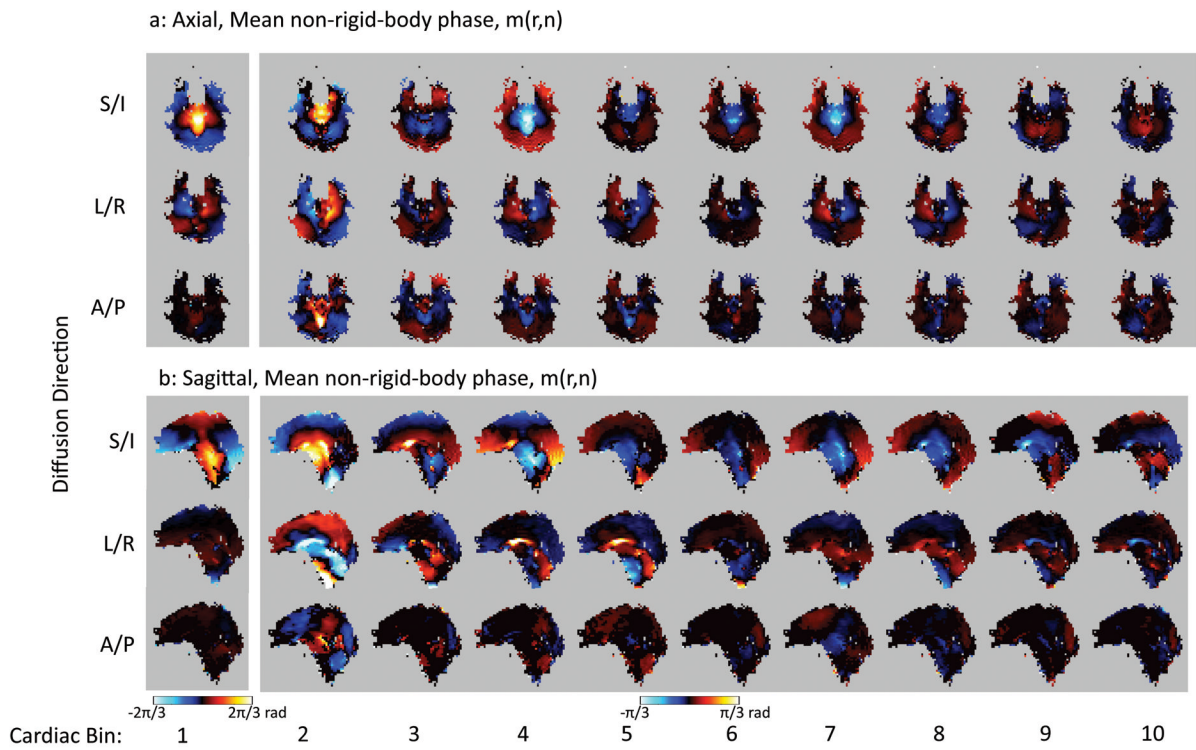 a: Axial, Mean non-rigid-body phase, m(r,n)
S/I
L/R
A/P
Diffusion Direction
b: Sagittal, Mean non-rigid-body phase, m(r,n)
S/I
L/R
A/P
-2π/3 2π/3 rad -π/3 π/3 rad
Cardiac Bin: 1 2 3 4 5 6 7 8 9 10